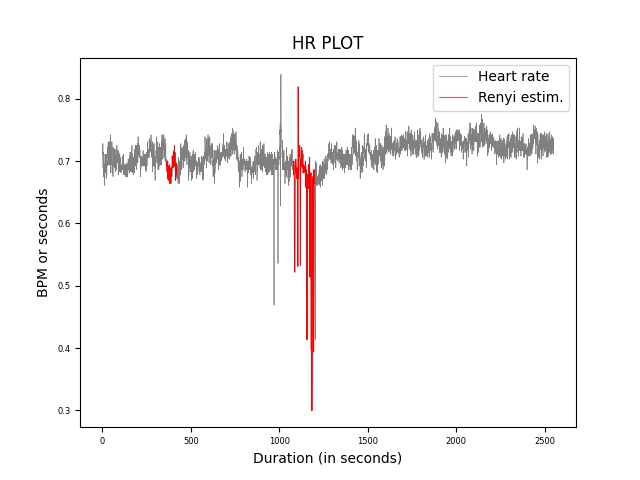 HR PLOT
Heart rate
Renyi estim.
BPM or seconds
0.8
0.7
0.6
0.5
0.4
0.3
0 500 1000 1500 2000 2500
Duration (in seconds)